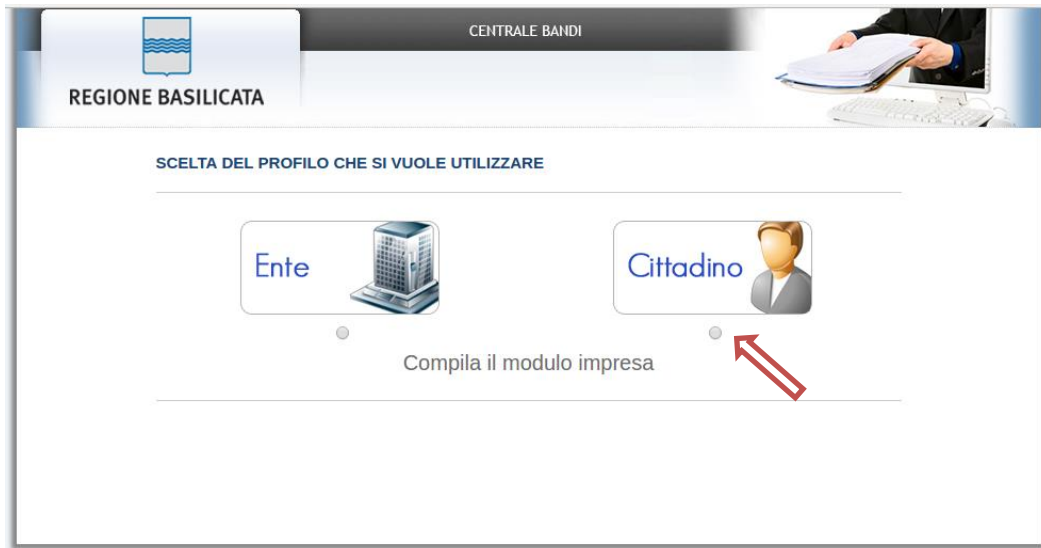 CENTRALE BANDI
REGIONE BASILICATA
SCELTA DEL PROFILO CHE SI VUOLE UTILIZZARE
Ente
Cittadino
Compila il modulo impresa